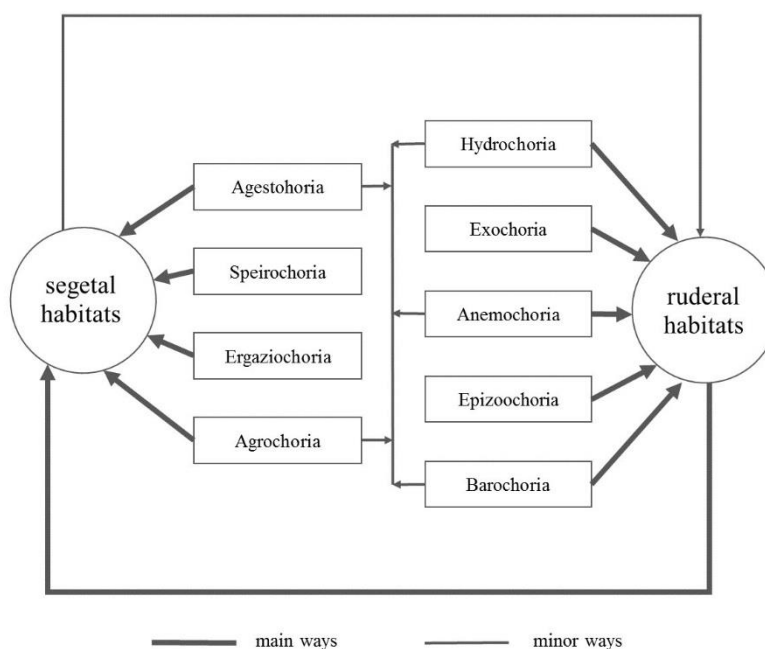 Hydrochoria
Agestohoria
Exochoria
segetal
habitats
Speirochoria
Anemochoria
ruderal
habitats
Ergaziochoria
Epizoochoria
Agrochoria
Barochoria
main ways
minor ways